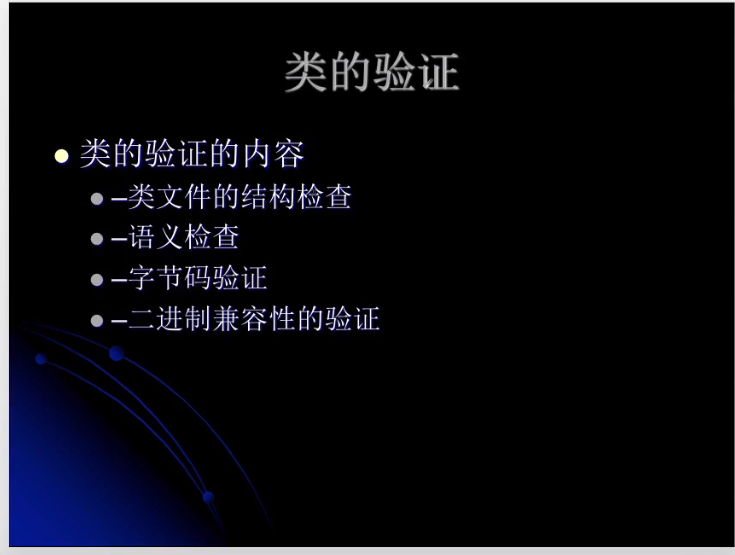 类的验证
类的验证的内容
–类文件的结构检查
–语义检查
–字节码验证
–二进制兼容性的验证